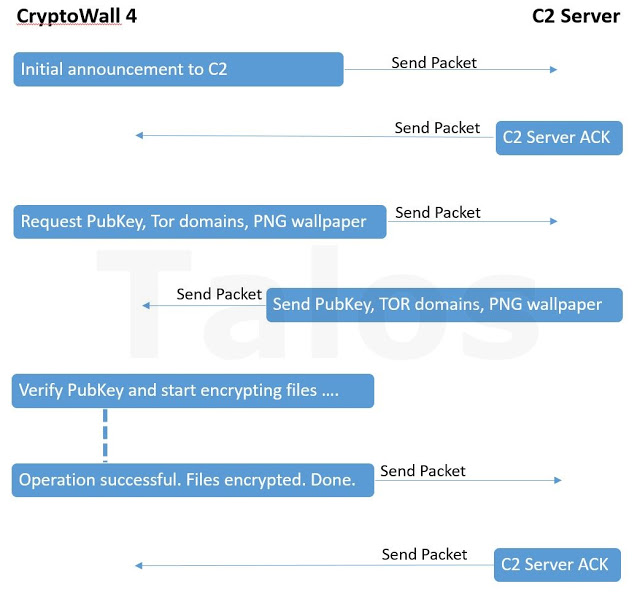 CryptoWall 4
C2 Server
Initial announcement to C2
Send Packet
Send Packet
C2 Server ACK
Request PubKey, Tor domains, PNG wallpaper
Send Packet
Send Packet
Send PubKey, TOR domains, PNG wallpaper
Talos
Verify PubKey and start encrypting files ....
Operation successful. Files encrypted. Done.
Send Packet
Send Packet
C2 Server ACK